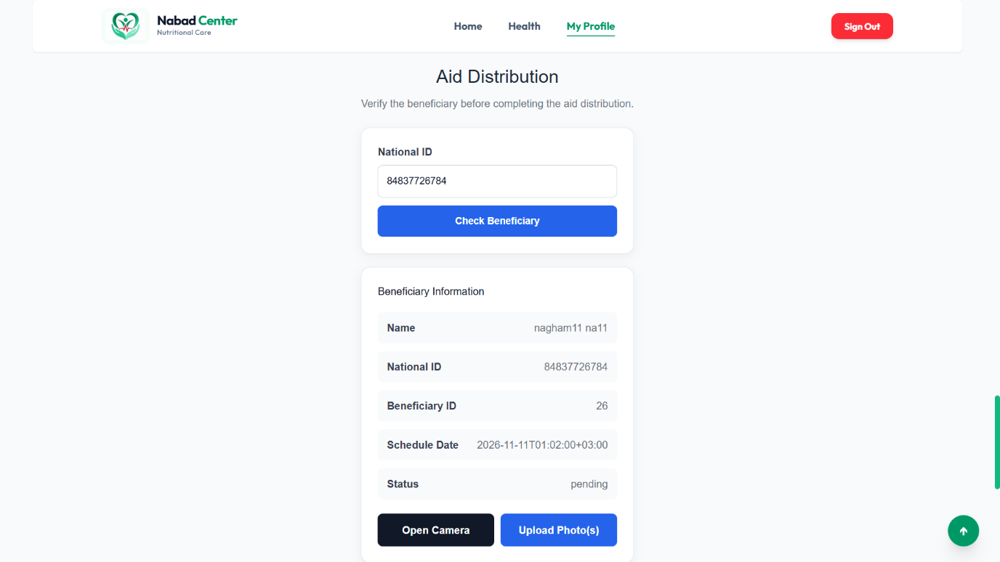 Nabad Center
Nutritional Care
Home
Health
My Profile
Sign Out
Aid Distribution
Verify the beneficiary before completing the aid distribution.
National ID
84837726784
Check Beneficiary
Beneficiary Information
Name nagham11 na11
National ID 84837726784
Beneficiary ID 26
Schedule Date 2026-11-11T01:02:00+03:00
Status pending
Open Camera
Upload Photo(s)